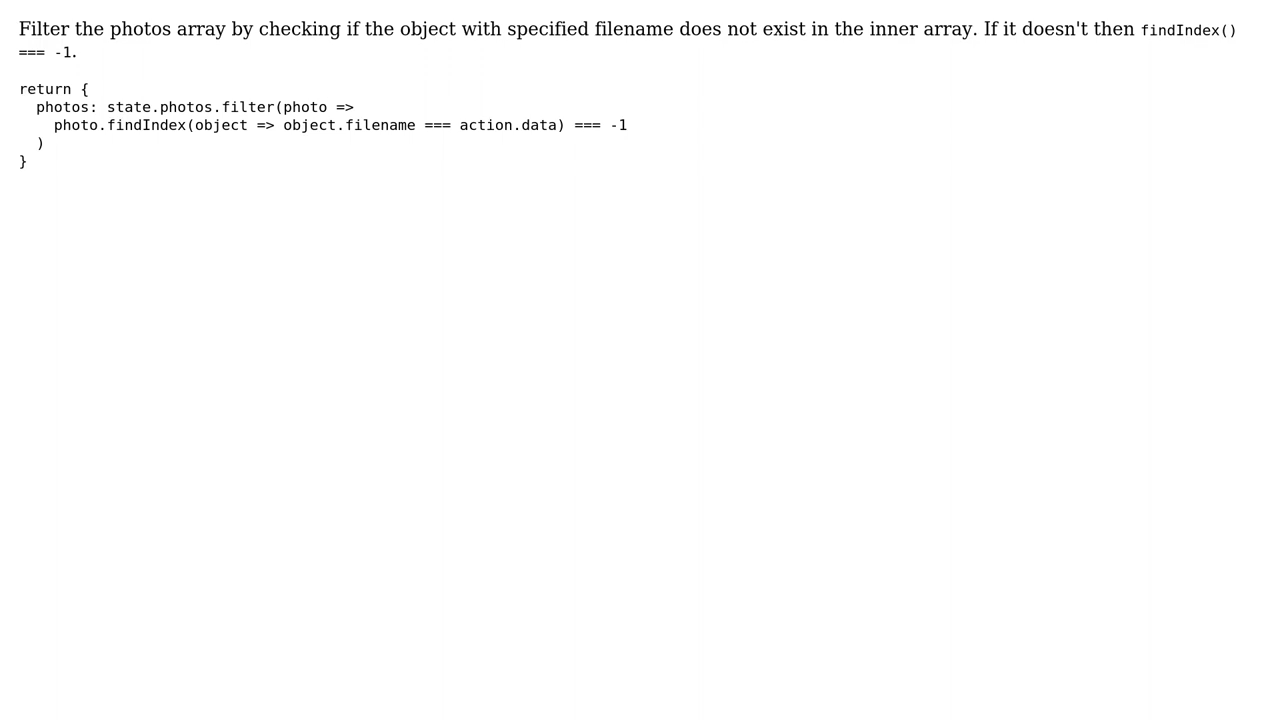 Filter the photos array by checking if the object with specified filename does not exist in the inner array. If it doesn't then findIndex()
=== -1.
return {
  photos: state.photos.filter(photo =>
    photo.findIndex(object => object.filename === action.data) === -1
  )
}